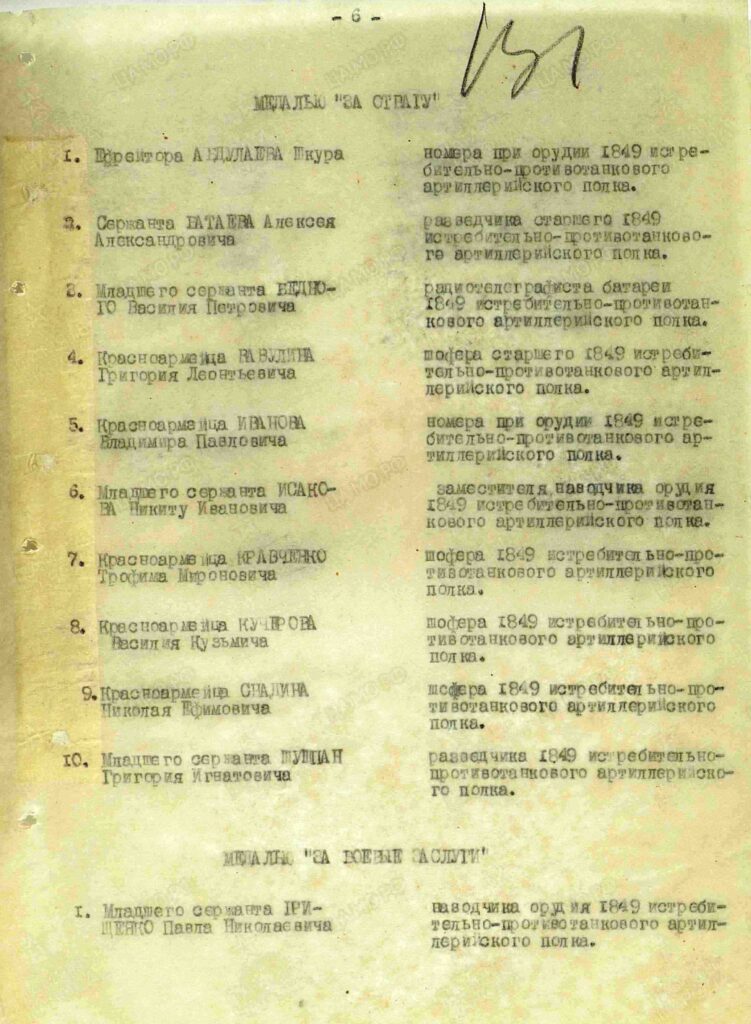 - 6 -
131
МЕДАЛЬЮ "ЗА ОТВАГУ"
1. Ефрейтора АБДУЛАЕВА Шкура
номера при орудии 1849 истре-
бительно-противотанкового
артиллерийского полка.
2. Сержанта БАТАЕВА Алексея
Александровича
разведчика старшего 1849
истребительно-противотанково-
го артиллерийского полка.
3. Младшего сержанта БЕДНО-
ГО Василия Петровича
радиотелеграфиста батареи
1849 истребительно-противотан-
кового артиллерийского полка.
4. Красноармейца ВАВУЛИНА
Григория Леонтьевича
шофера старшего 1849 истреби-
тельно-противотанкового артил-
лерийского полка.
5. Красноармейца ИВАНОВА
Владимира Павловича
номера при орудии 1849 истре-
бительно-противотанкового ар-
тиллерийского полка.
6. Младшего сержанта ИСАКО-
ВА Никиту Ивановича
заместителя наводчика орудия
1849 истребительно-противотан-
кового артиллерийского полка.
7. Красноармейца КРАВЧЕНКО
Трофима Мироновича
шофера 1849 истребительно-про-
тивотанкового артиллерийского
полка.
8. Красноармейца КУЧЕРОВА
Василия Кузьмича
шофера 1849 истребительно-про-
тивотанкового артиллерийского
полка.
9. Красноармейца
Николая Ефимовича
шофера 1849 истребительно-про-
тивотанкового артиллерийского
полка.
10. Младшего сержанта
Григория Игнатовича
разведчика 1849 истребительно-
противотанкового артиллерийско-
го полка.
МЕДАЛЬЮ "ЗА БОЕВЫЕ ЗАСЛУГИ"
1. Младшего сержанта ГРИ-
ЩЕНКО Павла Николаевича
наводчика орудия 1849 истреби-
тельно-противотанкового артил-
лерийского полка.